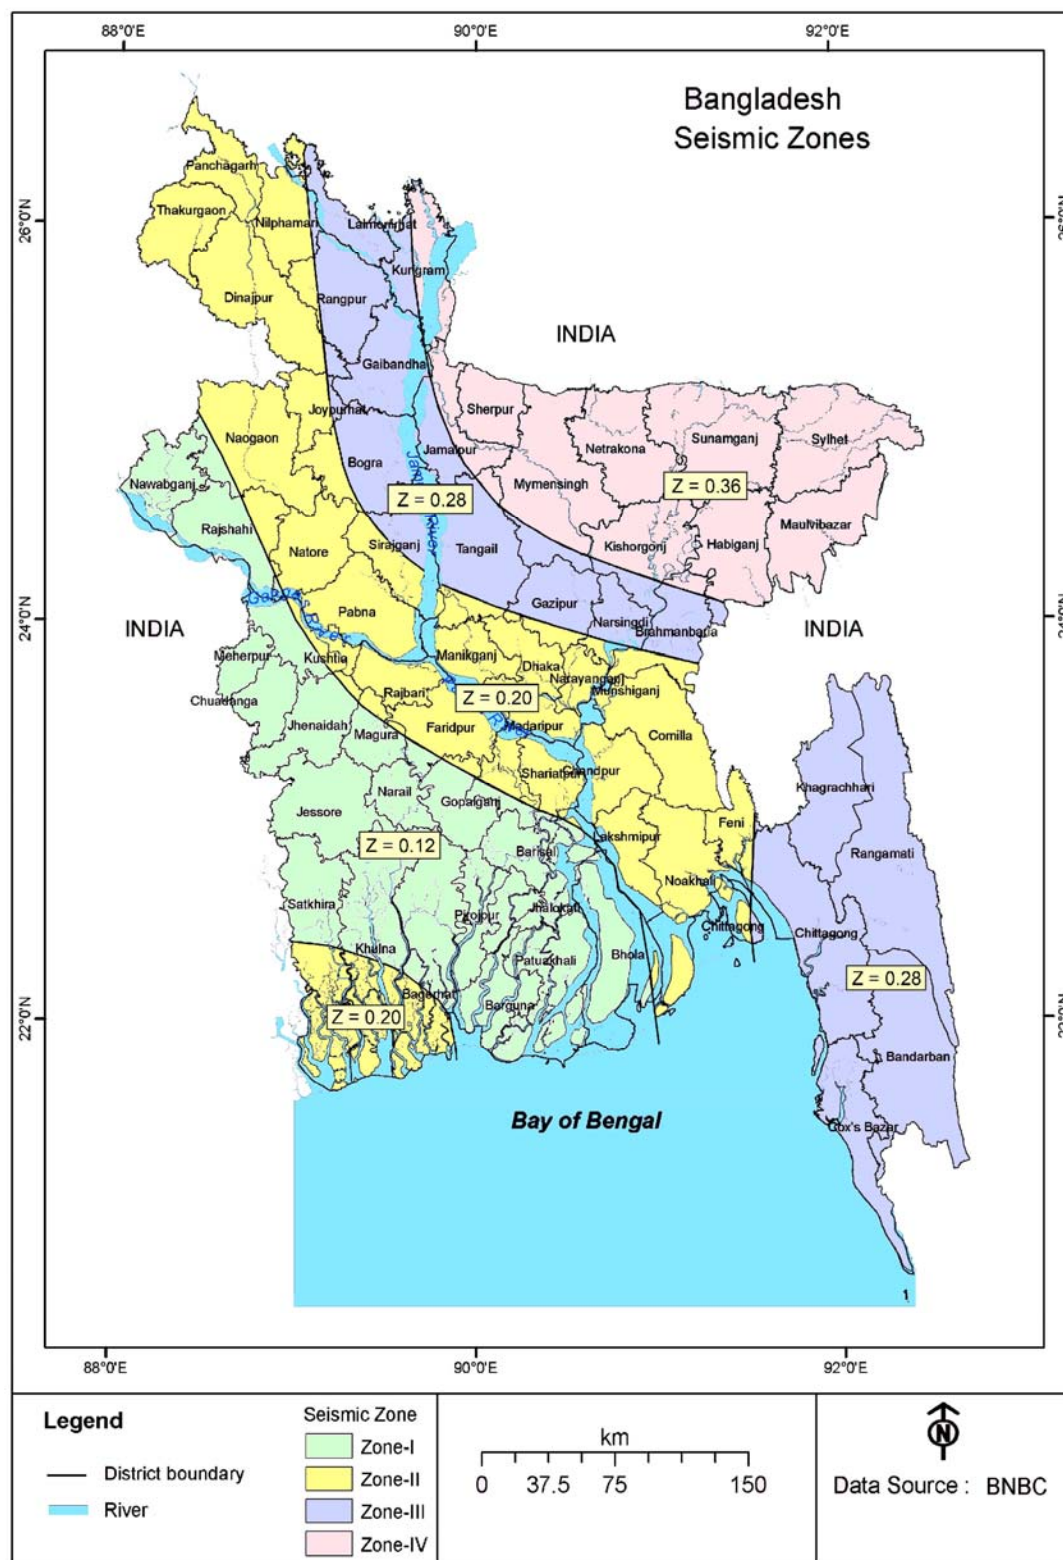 88°0'E 90°0'E 92°0'E
Bangladesh
Seismic Zones
Panchagarh
26°N
Thakurgaon
Nilphamari
Kurigram
Rangpur
Dinajpur
INDIA
Gaibandha
Joypurhat
Sherpur
Naogaon
Netrakona
Sunamganj
Sylhet
Jamalpur
Bogra
Mymensingh
Nawabganj
Z = 0.28
Z = 0.36
Rajshahi
Maulvibazar
Sirajganj
Tangail
Kishorgonj
Habiganj
Natore
Gazipur
Pabna
Narsingdi
24°0'N
INDIA
INDIA
Brahmanbaria
Meherpur
Kushtia
Manikganj
Dhaka
Narayanganj
Munshiganj
Chuadanga
Rajbari
Z = 0.20
Jhenaidah
Magura
Faridpur
Madaripur
Comilla
Shariatpur
Chandpur
Khagrachhari
Narail
Gopalganj
Jessore
Feni
Lakshmipur
Z = 0.12
Barisal
Rangamati
Noakhali
Satkhira
Pirojpur
Jhalokati
Chittagong
Chittagong
Khulna
Patuakhali
Bhola
Z = 0.28
Bagerhat
Barguna
Z = 0.20
22°0'N
Bandarban
Bay of Bengal
Cox's Bazar
1
88°0'E 90°0'E 92°0'E
Legend
District boundary
River
Seismic Zone
Zone-I
Zone-II
Zone-III
Zone-IV
km
0 37.5 75 150
N
Data Source : BNBC